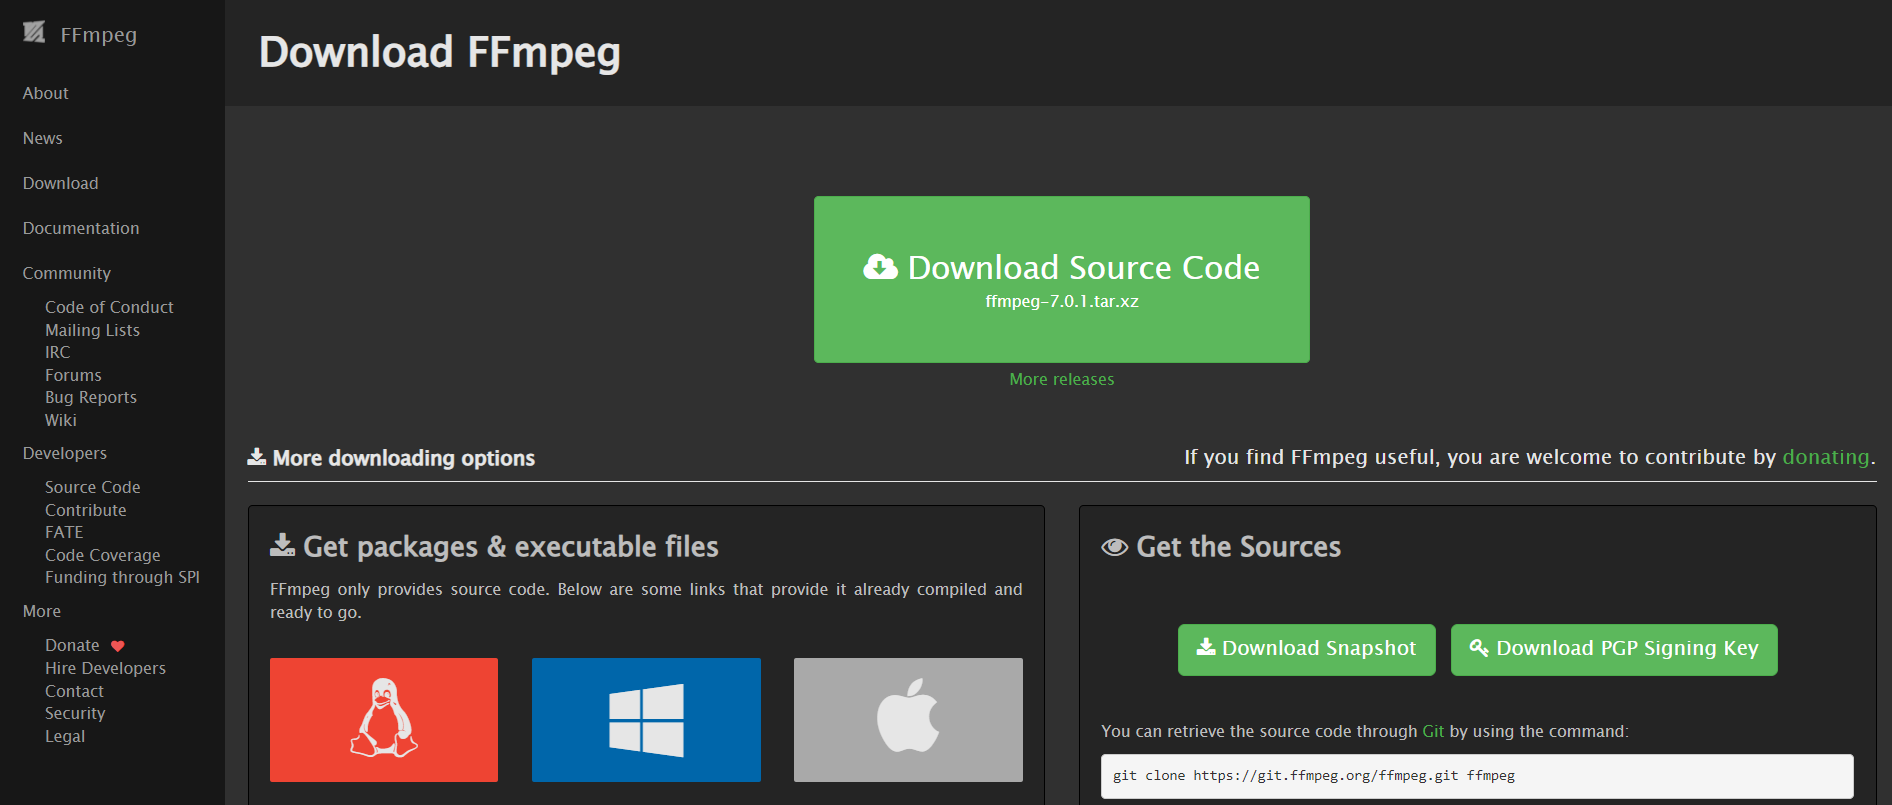 FFmpeg
About
News
Download
Documentation
Community
Code of Conduct
Mailing Lists
IRC
Forums
Bug Reports
Wiki
Developers
Source Code
Contribute
FATE
Code Coverage
Funding through SPI
More
Donate
Hire Developers
Contact
Security
Legal
Download FFmpeg
Download Source Code
ffmpeg-7.0.1.tar.xz
More releases
More downloading options
If you find FFmpeg useful, you are welcome to contribute by donating.
Get packages & executable files
FFmpeg only provides source code. Below are some links that provide it already compiled and
ready to go.
Get the Sources
Download Snapshot
Download PGP Signing Key
You can retrieve the source code through Git by using the command:
git clone https://git.ffmpeg.org/ffmpeg.git ffmpeg